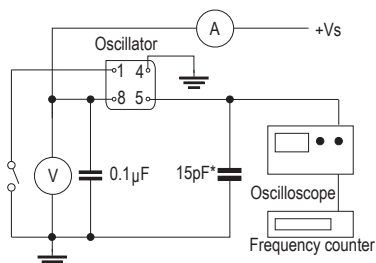 A
+Vs
Oscillator
1 4
8 5
V
0.1µF
15pF*
Oscilloscope
Frequency counter